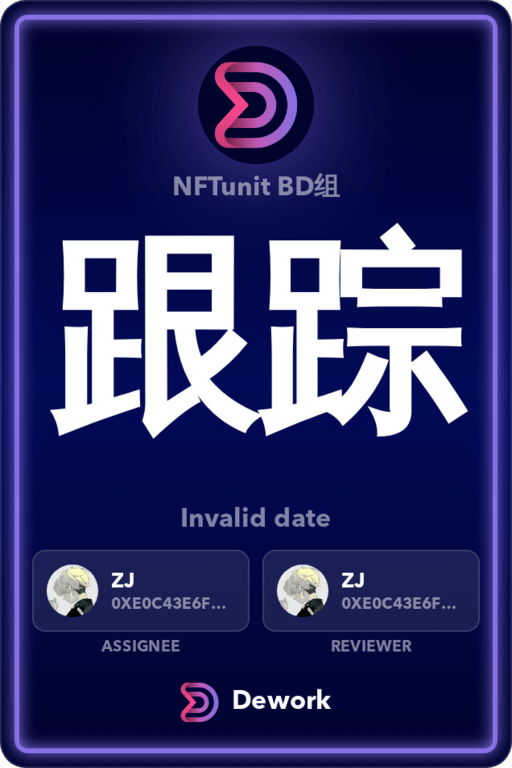 NFTunit BD组
跟踪
Invalid date
ZJ
0XE0C43E6F...
ASSIGNEE
ZJ
0XE0C43E6F...
REVIEWER
Dework